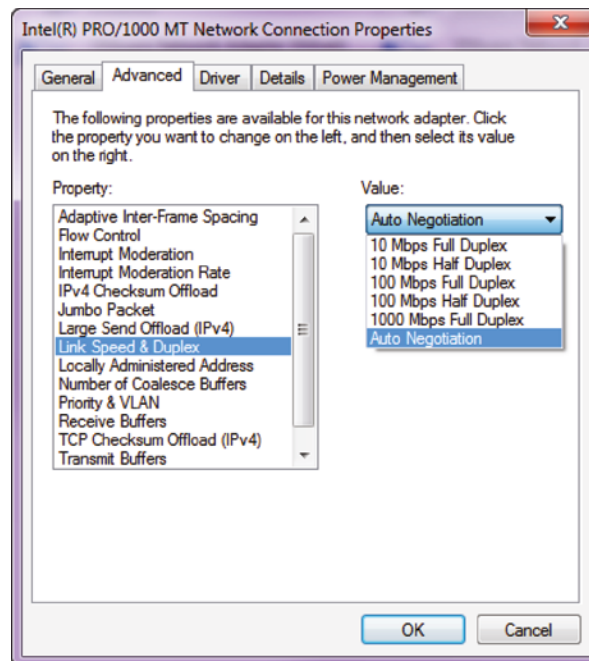 Intel(R) PRO/1000 MT Network Connection Properties
General Advanced Driver Details Power Management
The following properties are available for this network adapter. Click
the property you want to change on the left, and then select its value
on the right.
Property:
Adaptive Inter-Frame Spacing
Flow Control
Interrupt Moderation
Interrupt Moderation Rate
IPv4 Checksum Offload
Jumbo Packet
Large Send Offload (IPv4)
Link Speed & Duplex
Locally Administered Address
Number of Coalesce Buffers
Priority & VLAN
Receive Buffers
TCP Checksum Offload (IPv4)
Transmit Buffers
Value:
Auto Negotiation
10 Mbps Full Duplex
10 Mbps Half Duplex
100 Mbps Full Duplex
100 Mbps Half Duplex
1000 Mbps Full Duplex
Auto Negotiation
OK Cancel